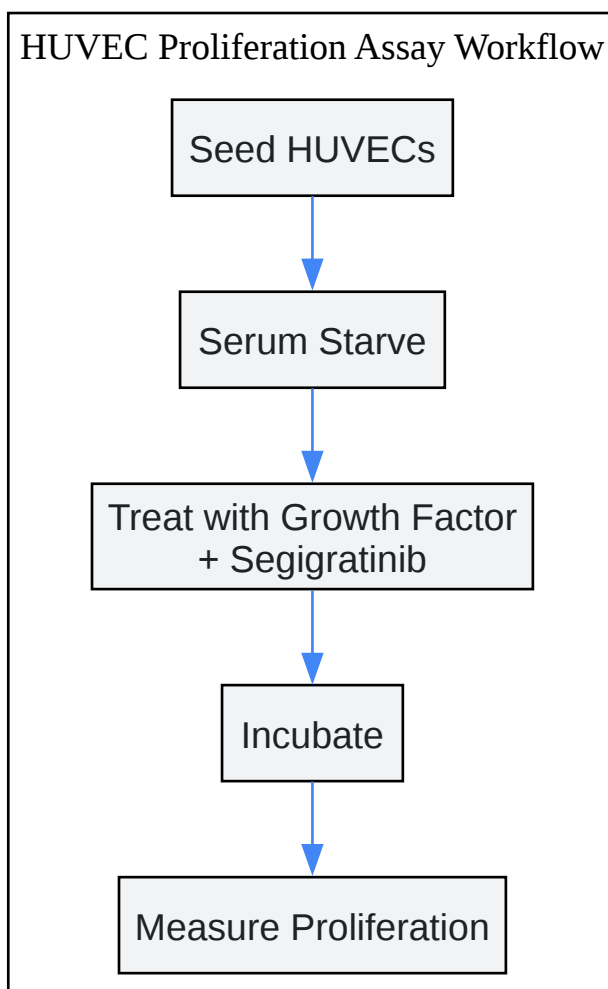 HUVEC Proliferation Assay Workflow
Seed HUVECs
Serum Starve
Treat with Growth Factor
+ Segigratinib
Incubate
Measure Proliferation